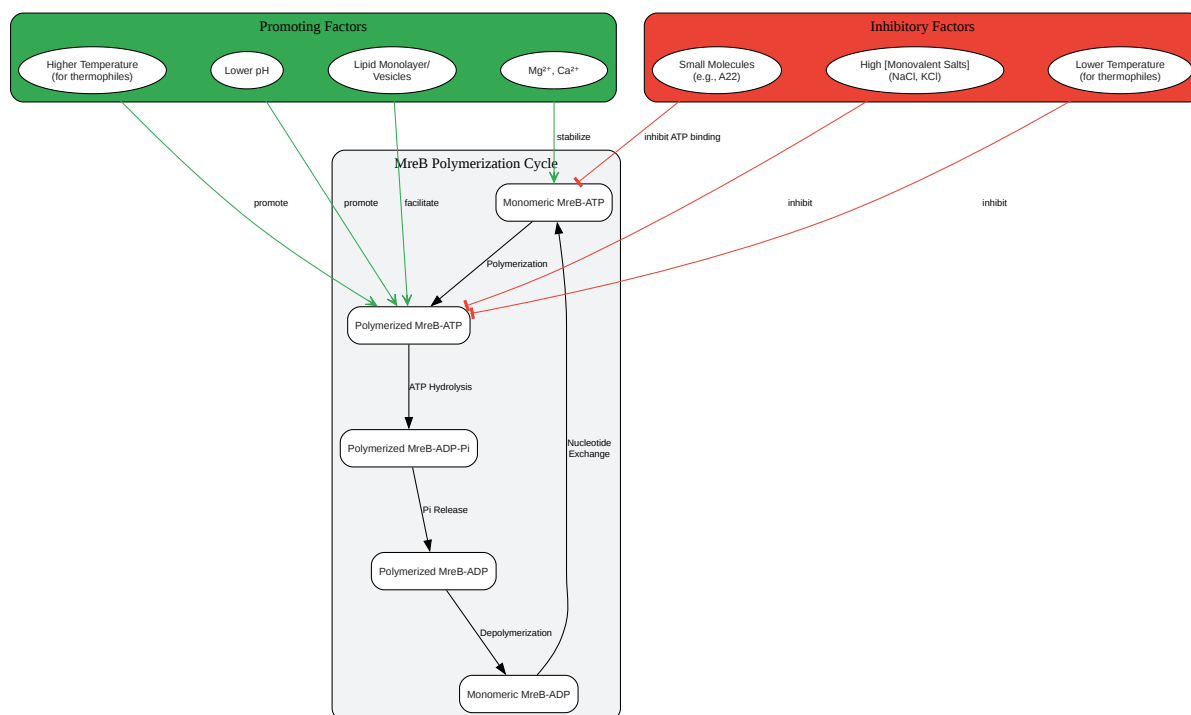 Promoting Factors
Inhibitory Factors
Higher Temperature
(for thermophiles)
Lower pH
Lipid Monolayer/
Vesicles
Mg²⁺, Ca²⁺
Small Molecules
(e.g., A22)
High [Monovalent Salts]
(NaCl, KCl)
Lower Temperature
(for thermophiles)
stabilize
inhibit ATP binding
MreB Polymerization Cycle
Monomeric MreB-ATP
promote
promote
facilitate
inhibit
inhibit
Polymerization
Polymerized MreB-ATP
ATP Hydrolysis
Polymerized MreB-ADP-Pi
Nucleotide
Exchange
Pi Release
Polymerized MreB-ADP
Depolymerization
Monomeric MreB-ADP